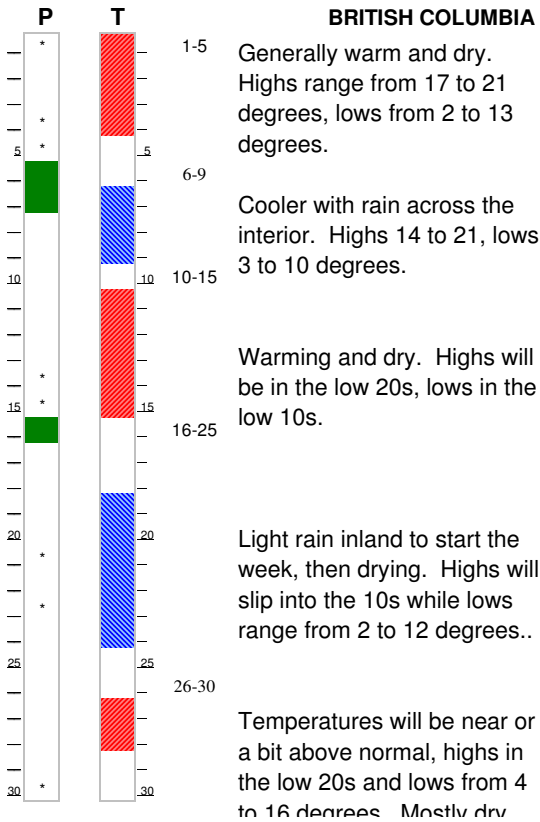 P T BRITISH COLUMBIA
* 1-5
Generally warm and dry.
Highs range from 17 to 21
* degrees, lows from 2 to 13
*
5 5 degrees.
6-9
Cooler with rain across the
interior. Highs 14 to 21, lows
10 10 10-15 3 to 10 degrees.
Warming and dry. Highs will
* be in the low 20s, lows in the
*
15 15 low 10s.
16-25
20 20 Light rain inland to start the
* week, then drying. Highs will
* slip into the 10s while lows
range from 2 to 12 degrees..
25 25
26-30
Temperatures will be near or
a bit above normal, highs in
* the low 20s and lows from 4
30 30
to 16 degrees. Mostly dry